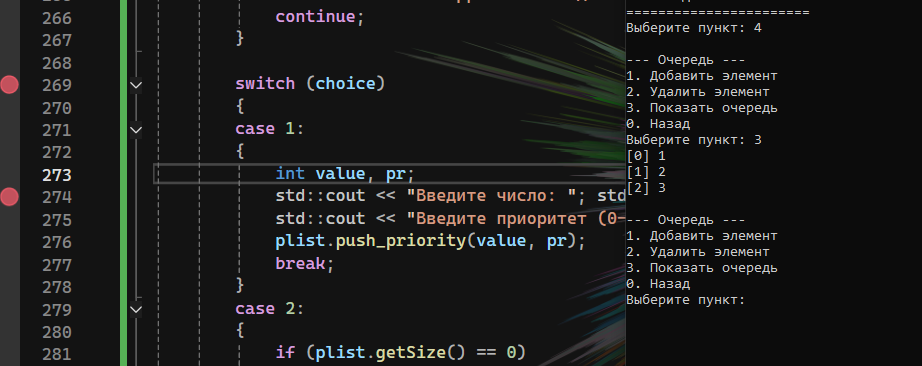 266 continue;
267 }
268
269 switch (choice)
270 {
271 case 1:
272 {
273 int value, pr;
274 std::cout << "Введите число: "; std
275 std::cout << "Введите приоритет (0-
276 plist.push_priority(value, pr);
277 break;
278 }
279 case 2:
280 {
281 if (plist.getSize() == 0)
=======================
Выберите пункт: 4
--- Очередь ---
1. Добавить элемент
2. Удалить элемент
3. Показать очередь
0. Назад
Выберите пункт: 3
[0] 1
[1] 2
[2] 3
--- Очередь ---
1. Добавить элемент
2. Удалить элемент
3. Показать очередь
0. Назад
Выберите пункт: